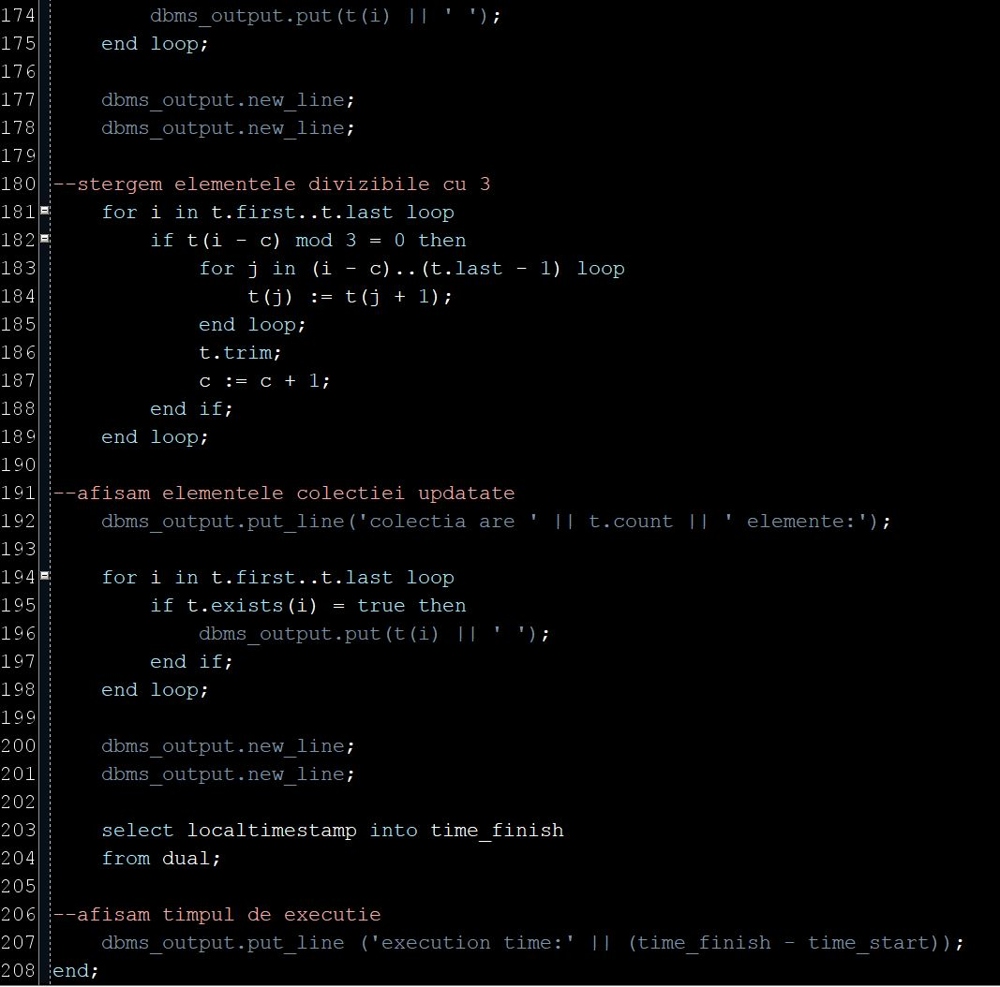 174         dbms_output.put(t(i) || ' ');
175     end loop;
176
177     dbms_output.new_line;
178     dbms_output.new_line;
179
180 --stergem elementele divizibile cu 3
181     for i in t.first..t.last loop
182         if t(i - c) mod 3 = 0 then
183             for j in (i - c)..(t.last - 1) loop
184                 t(j) := t(j + 1);
185             end loop;
186             t.trim;
187             c := c + 1;
188         end if;
189     end loop;
190
191 --afisam elementele colectiei updatate
192     dbms_output.put_line('colectia are ' || t.count || ' elemente:');
193
194     for i in t.first..t.last loop
195         if t.exists(i) = true then
196             dbms_output.put(t(i) || ' ');
197         end if;
198     end loop;
199
200     dbms_output.new_line;
201     dbms_output.new_line;
202
203     select localtimestamp into time_finish
204     from dual;
205
206 --afisam timpul de executie
207     dbms_output.put_line ('execution time:' || (time_finish - time_start));
208 end;